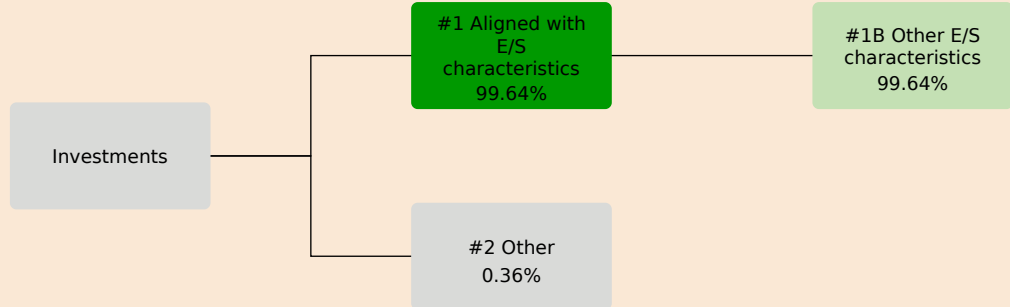 #1 Aligned with
E/S
characteristics
99.64%
#1B Other E/S
characteristics
99.64%
Investments
#2 Other
0.36%